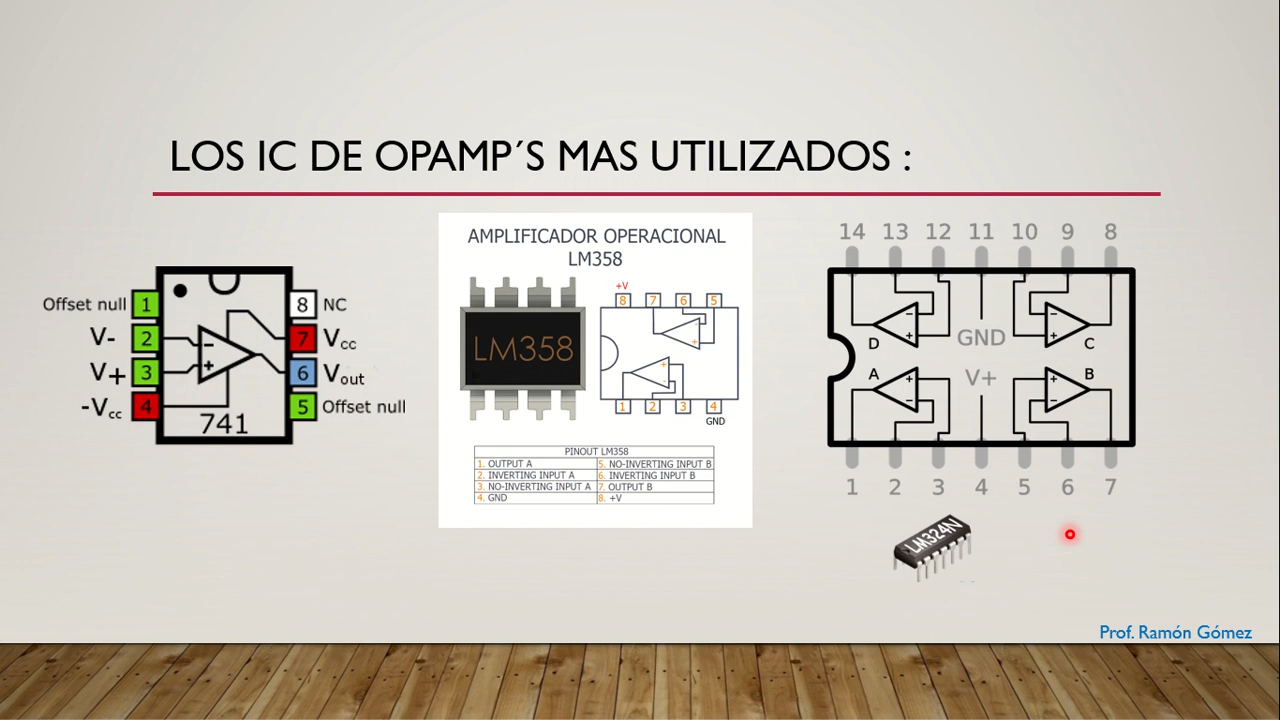 LOS IC DE OPAMP´S MAS UTILIZADOS :
Offset null 1
V- 2
V+ 3
-Vcc 4
8 NC
7 Vcc
6 Vout
5 Offset null
-
+
741
AMPLIFICADOR OPERACIONAL
LM358
+V
8 7 6 5
LM358
-
+
+
-
1 2 3 4
GND
PINOUT LM358
1. OUTPUT A 5. NO-INVERTING INPUT B
2. INVERTING INPUT A 6. INVERTING INPUT B
3. NO-INVERTING INPUT A 7. OUTPUT B
4. GND 8. +V
14 13 12 11 10 9 8
- -
+ +
D GND C
A V+ B
+ +
- -
1 2 3 4 5 6 7
LM324N
Prof. Ramón Gómez